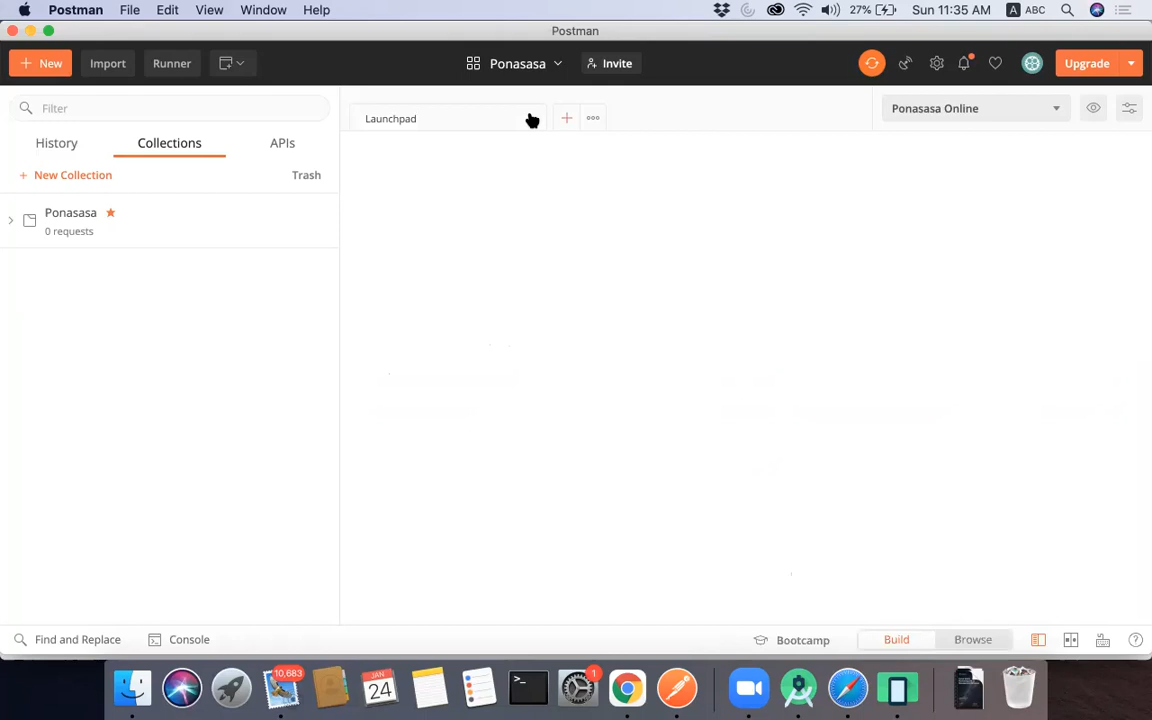 Postman File Edit View Window Help 27% Sun 11:35 AM A ABC
Postman
+ New Import Runner Ponasasa Invite Upgrade
Filter Launchpad + Ponasasa Online
History Collections APIs
+ New Collection Trash
Ponasasa
0 requests
Find and Replace Console Bootcamp Build Browse
10,683 JAN 24 >_ 1